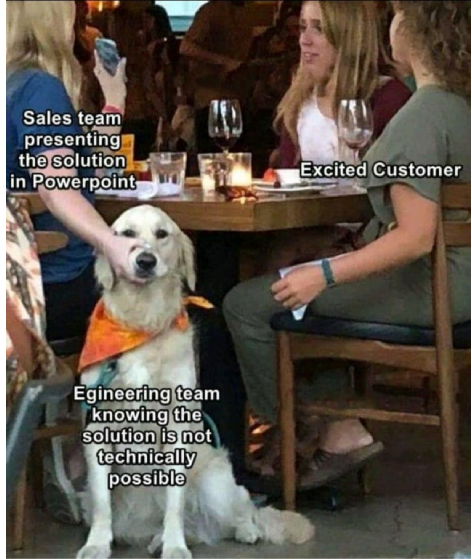 Sales team
presenting
the solution
in Powerpoint
Excited Customer
Egineering team
knowing the
solution is not
technically
possible